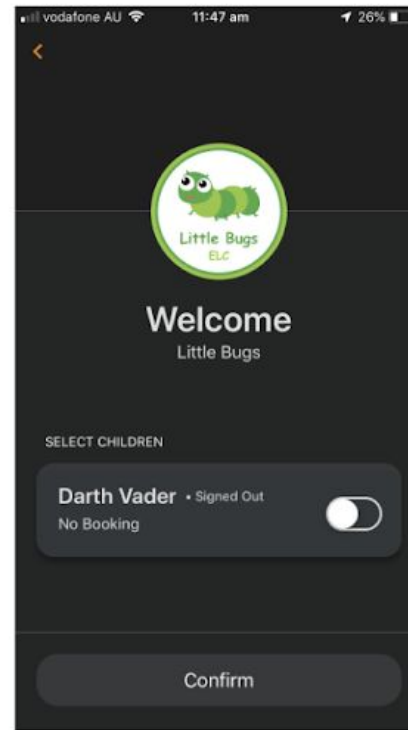 vodafone AU 11:47 am 26%
Little Bugs
ELC
Welcome
Little Bugs
SELECT CHILDREN
Darth Vader • Signed Out
No Booking
Confirm